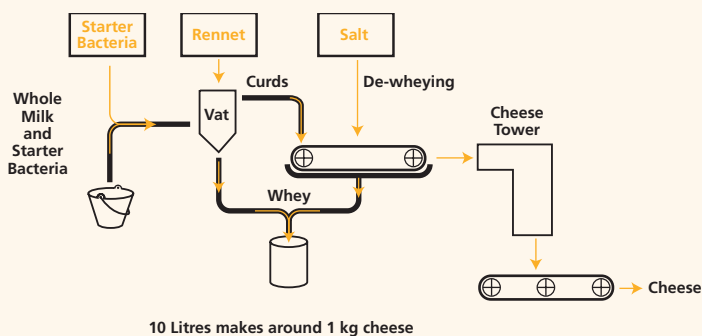 Starter
Bacteria
Rennet
Salt
Curds
De-wheying
Whole
Milk
and
Starter
Bacteria
Vat
Cheese
Tower
Whey
Cheese
10 Litres makes around 1 kg cheese